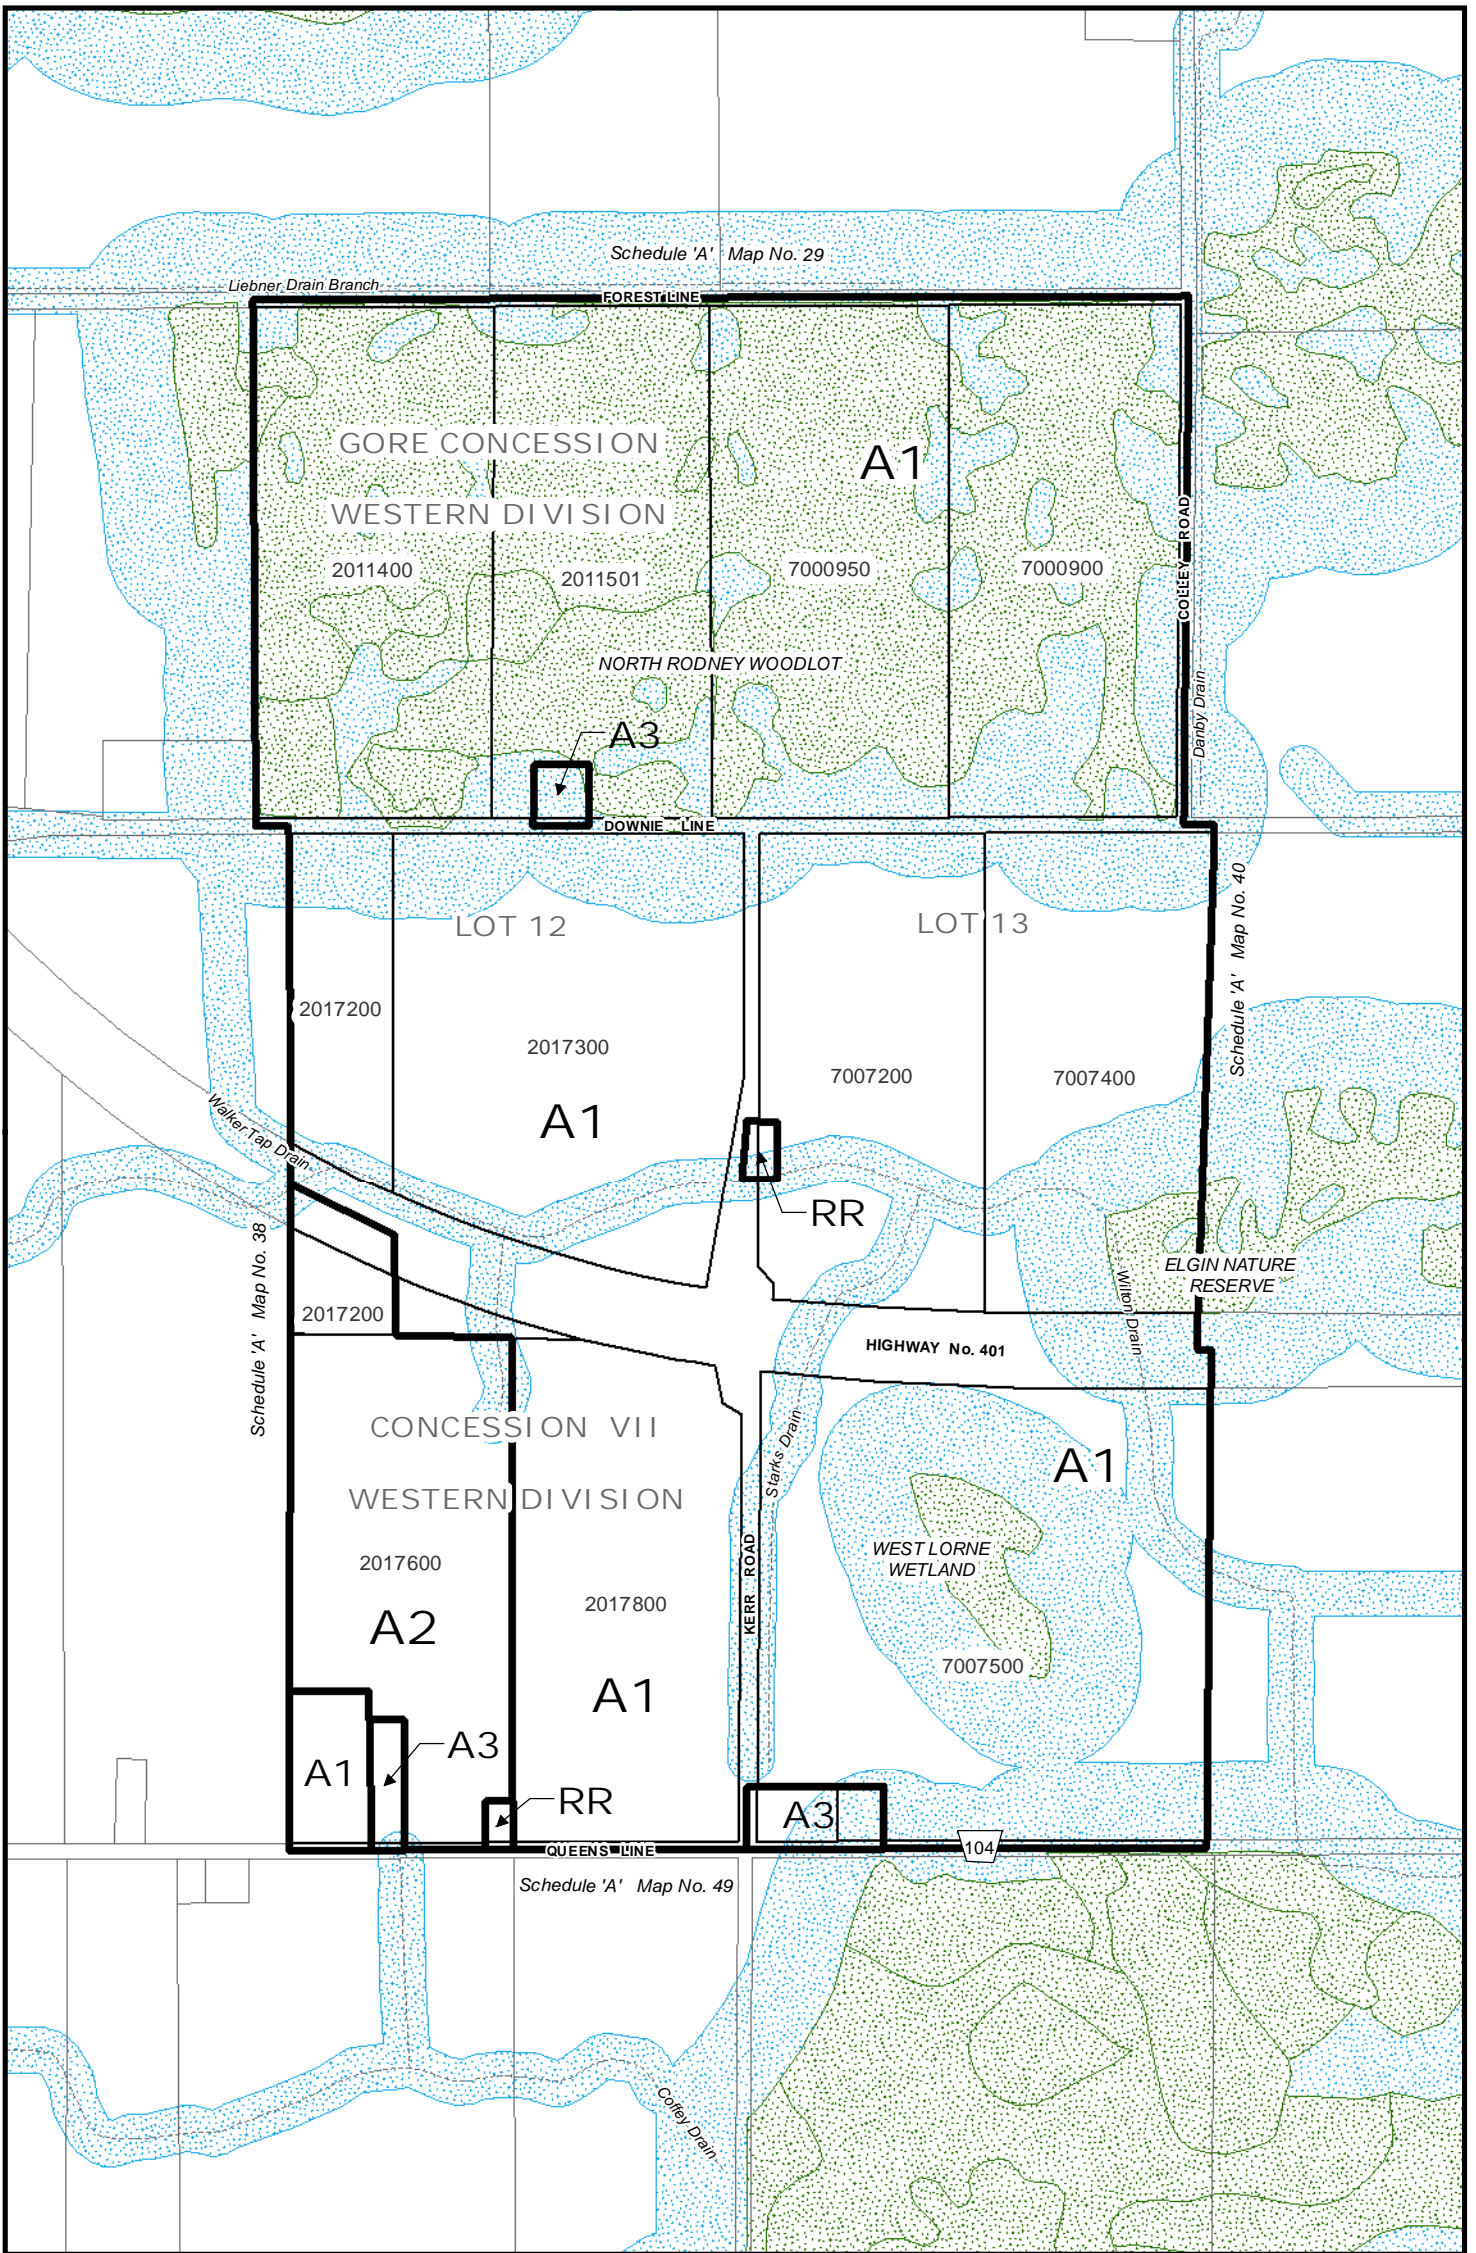 Schedule 'A' Map No. 29
Liebner Drain Branch
FOREST LINE
GORE CONCESSION
A1
WESTERN DIVISION
COLLEY ROAD
2011400
2011501
7000950
7000900
NORTH RODNEY WOODLOT
Danby Drain
A3
DOWNIE LINE
Schedule 'A' Map No. 40
LOT 12
LOT 13
2017200
2017300
7007200
7007400
A1
Walker Tap Drain
RR
Schedule 'A' Map No. 38
ELGIN NATURE
RESERVE
Wilton Drain
2017200
HIGHWAY No. 401
CONCESSION VII
Starks Drain
A1
WESTERN DIVISION
KERR ROAD
WEST LORNE
WETLAND
2017600
2017800
A2
7007500
A1
A3
A1
RR
A3
QUEENS LINE
104
Schedule 'A' Map No. 49
Coffey Drain